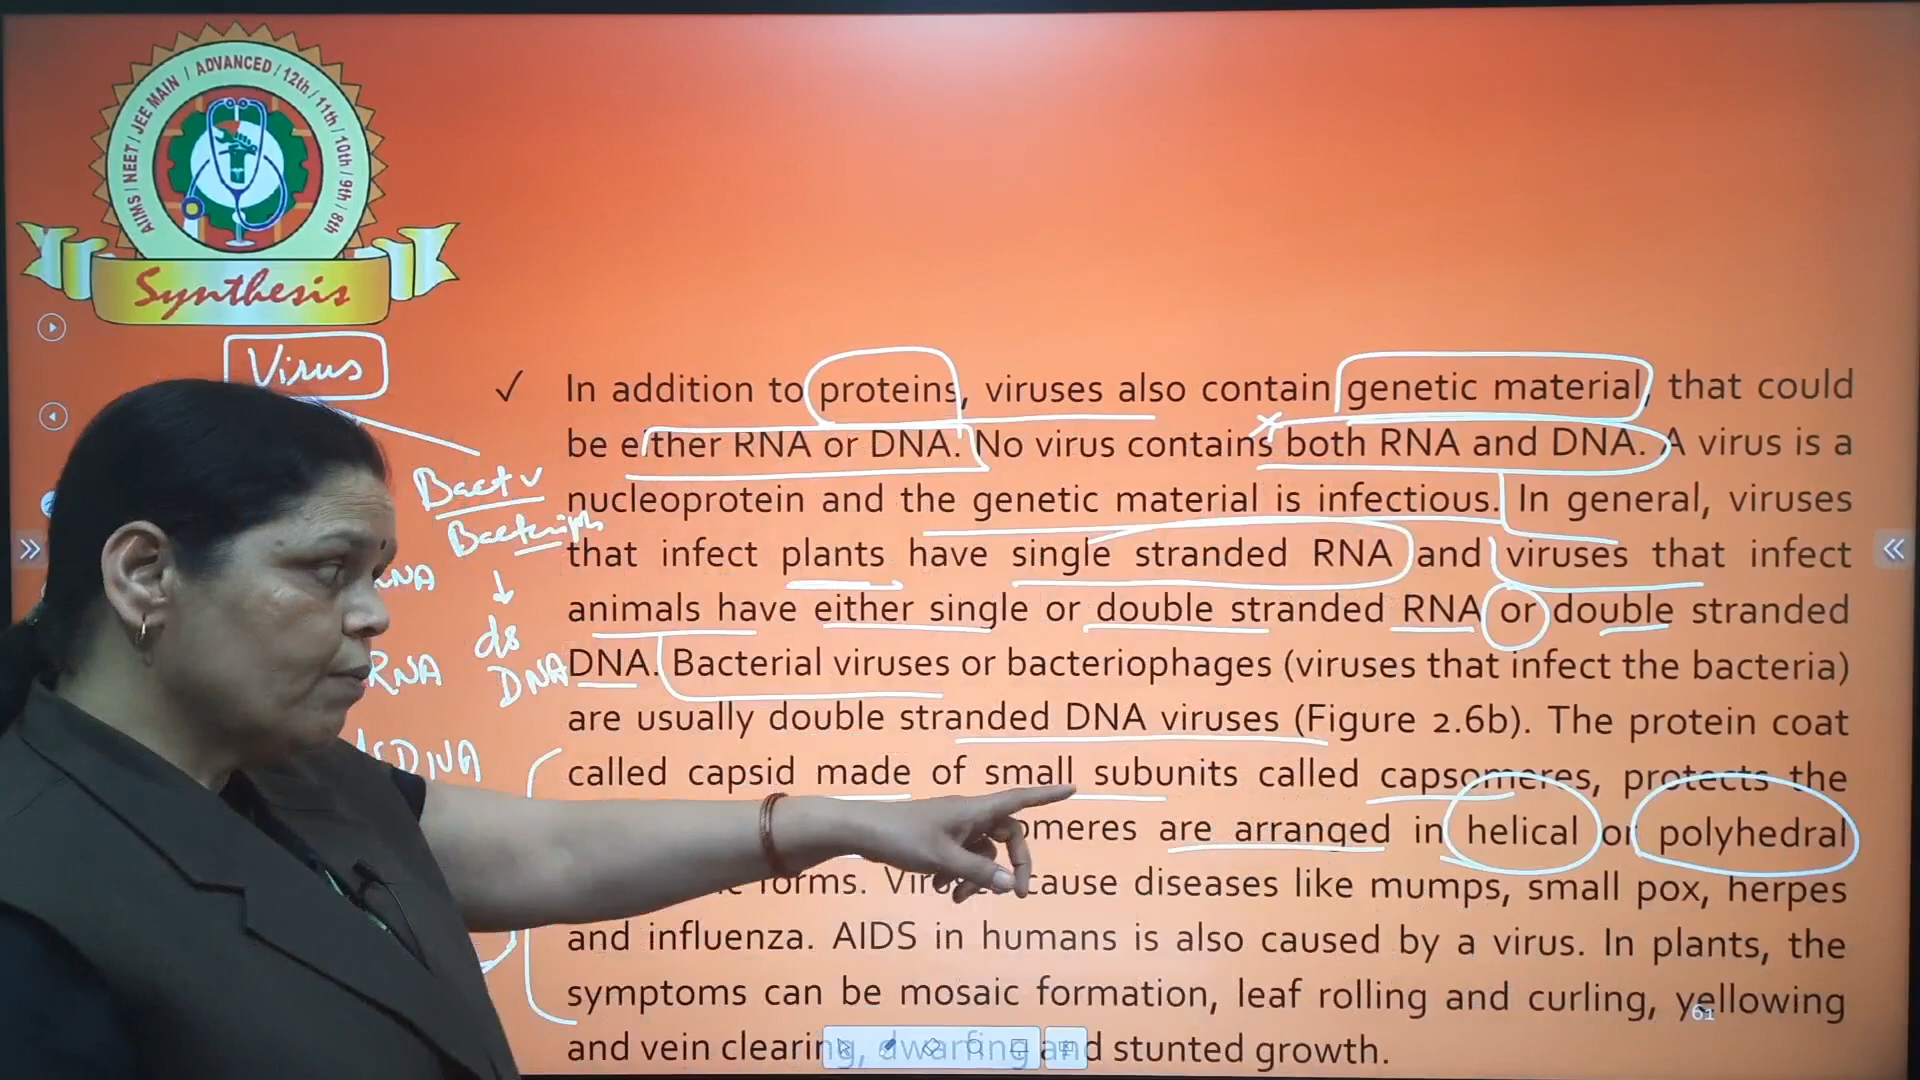 AIIMS / NEET / JEE MAIN / ADVANCED / 12th / 11th / 10th / 9th / 8th
Synthesis
Virus
✓ In addition to proteins, viruses also contain genetic material, that could
be either RNA or DNA. No virus contains both RNA and DNA. A virus is a
nucleoprotein and the genetic material is infectious. In general, viruses
that infect plants have single stranded RNA and viruses that infect
animals have either single or double stranded RNA or double stranded
DNA. Bacterial viruses or bacteriophages (viruses that infect the bacteria)
are usually double stranded DNA viruses (Figure 2.6b). The protein coat
called capsid made of small subunits called capsomeres, protects the
omeres are arranged in helical or polyhedral
forms. cause diseases like mumps, small pox, herpes
and influenza. AIDS in humans is also caused by a virus. In plants, the
symptoms can be mosaic formation, leaf rolling and curling, yellowing
and vein clearing, dwarfing and stunted growth.
61
Bact v
Bacterioph
RNA
ds
RNA
DNA
dsDNA